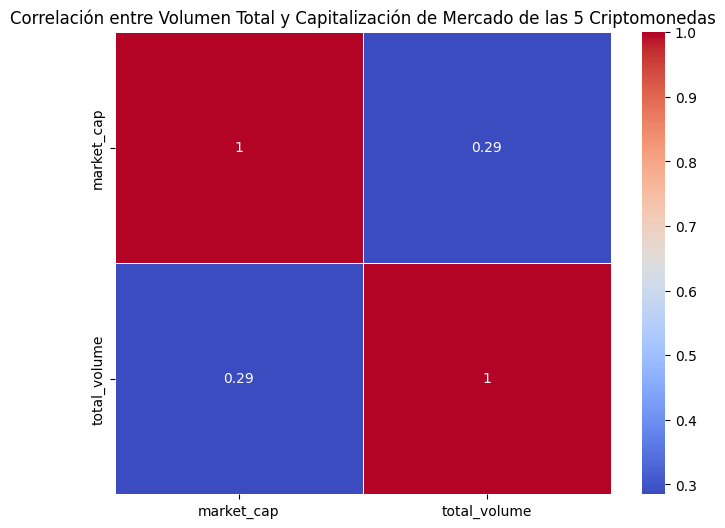 Correlación entre Volumen Total y Capitalización de Mercado de las 5 Criptomonedas
market_cap
1
0.29
total_volume
0.29
1
market_cap
total_volume
1.0
0.9
0.8
0.7
0.6
0.5
0.4
0.3